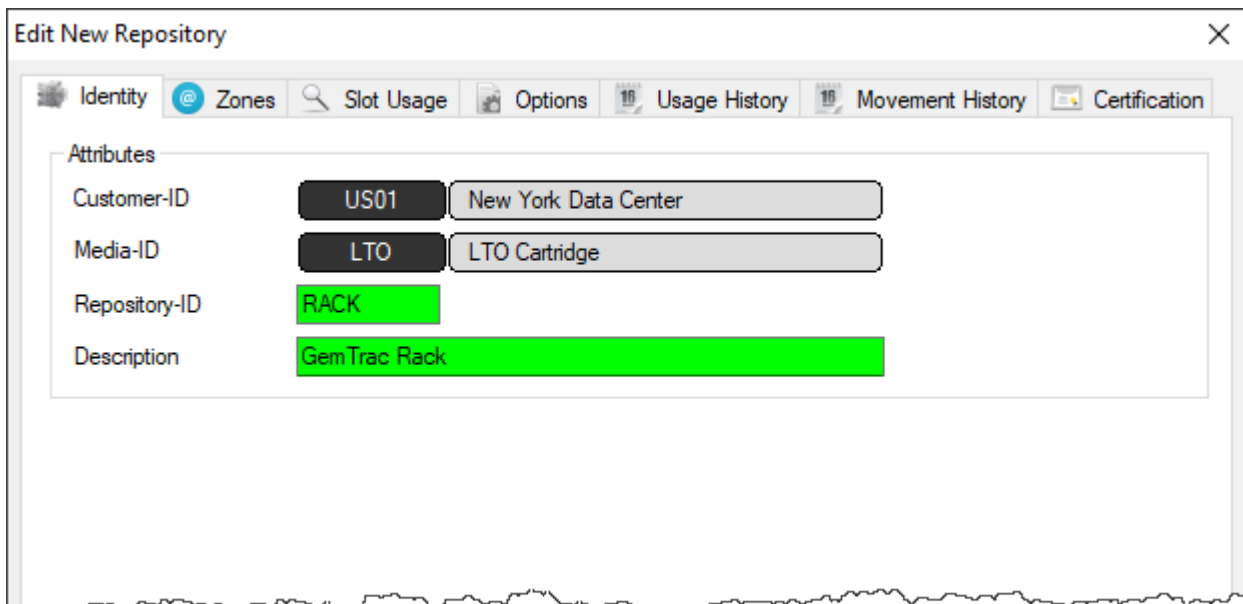 Edit New Repository
Identity Zones Slot Usage Options Usage History Movement History Certification
Attributes
Customer-ID US01 New York Data Center
Media-ID LTO LTO Cartridge
Repository-ID RACK
Description GemTrac Rack